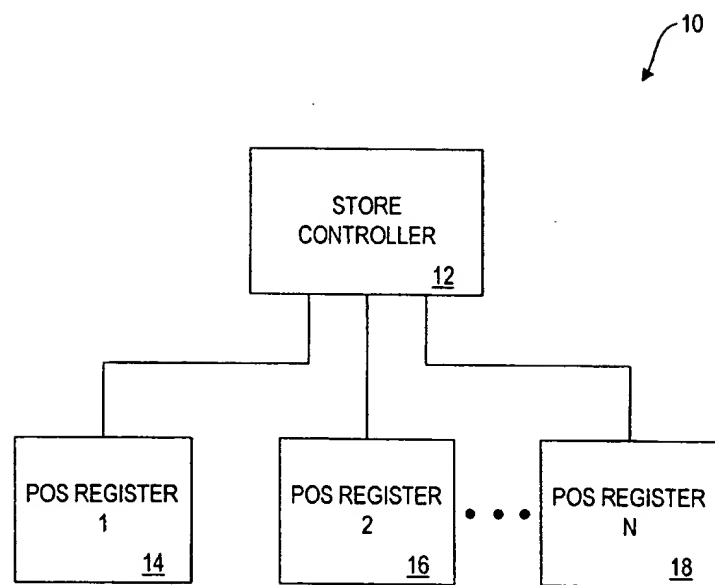 10
STORE
CONTROLLER
12
POS REGISTER
1
14
POS REGISTER
2
16
POS REGISTER
N
18